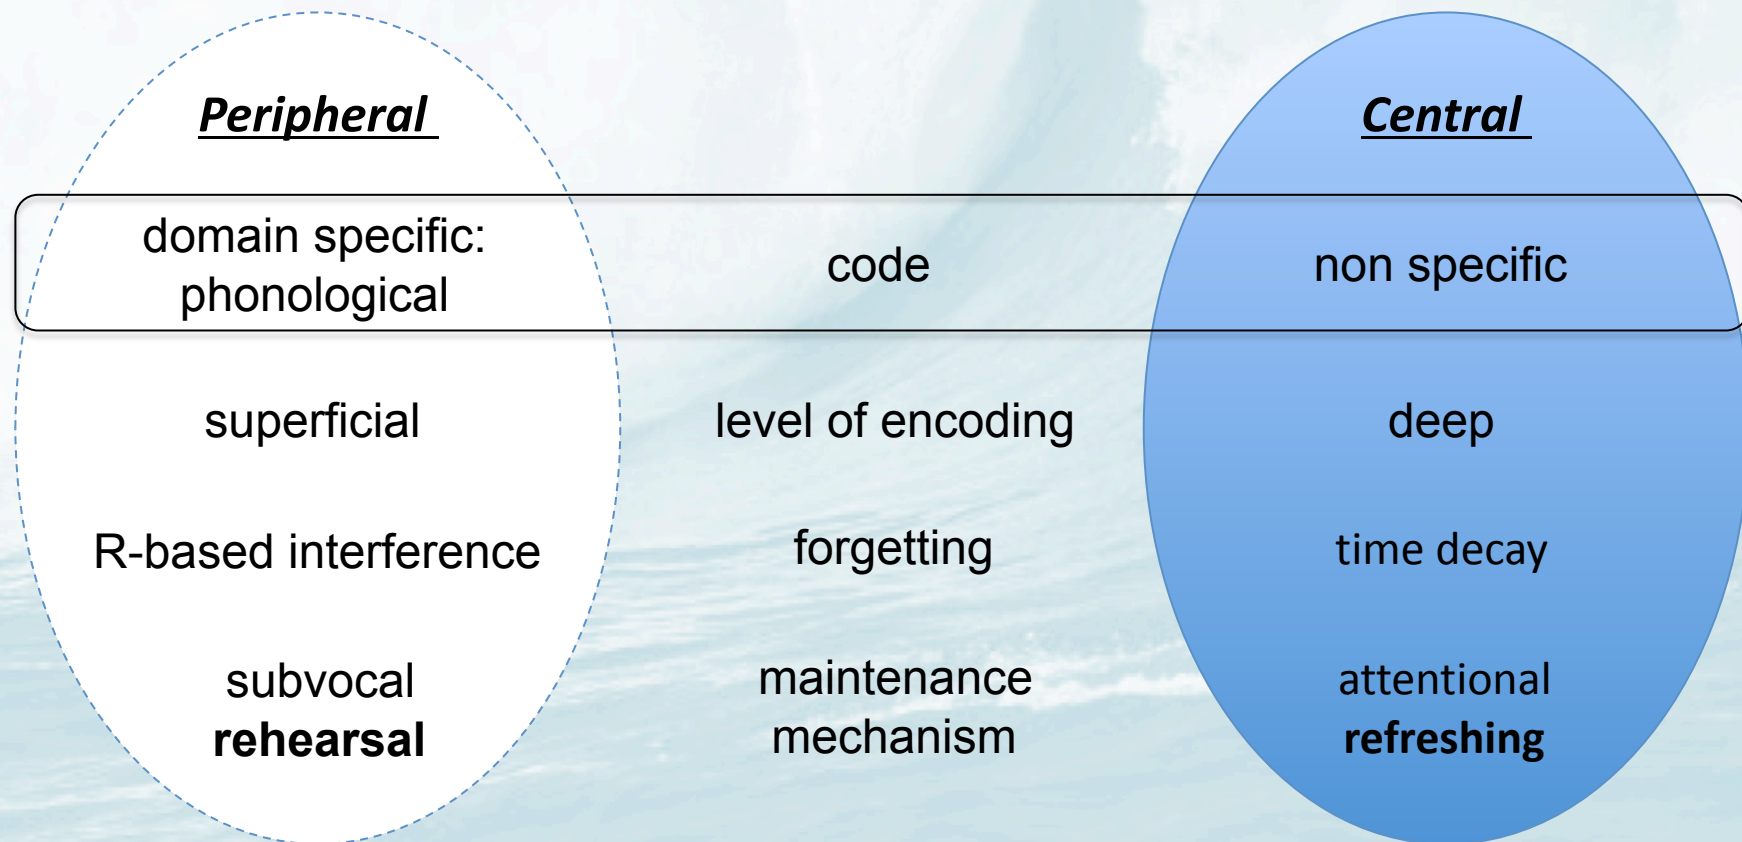 Peripheral
Central
domain specific:
phonological
code
non specific
superficial
level of encoding
deep
R-based interference
forgetting
time decay
subvocal
rehearsal
maintenance
mechanism
attentional
refreshing